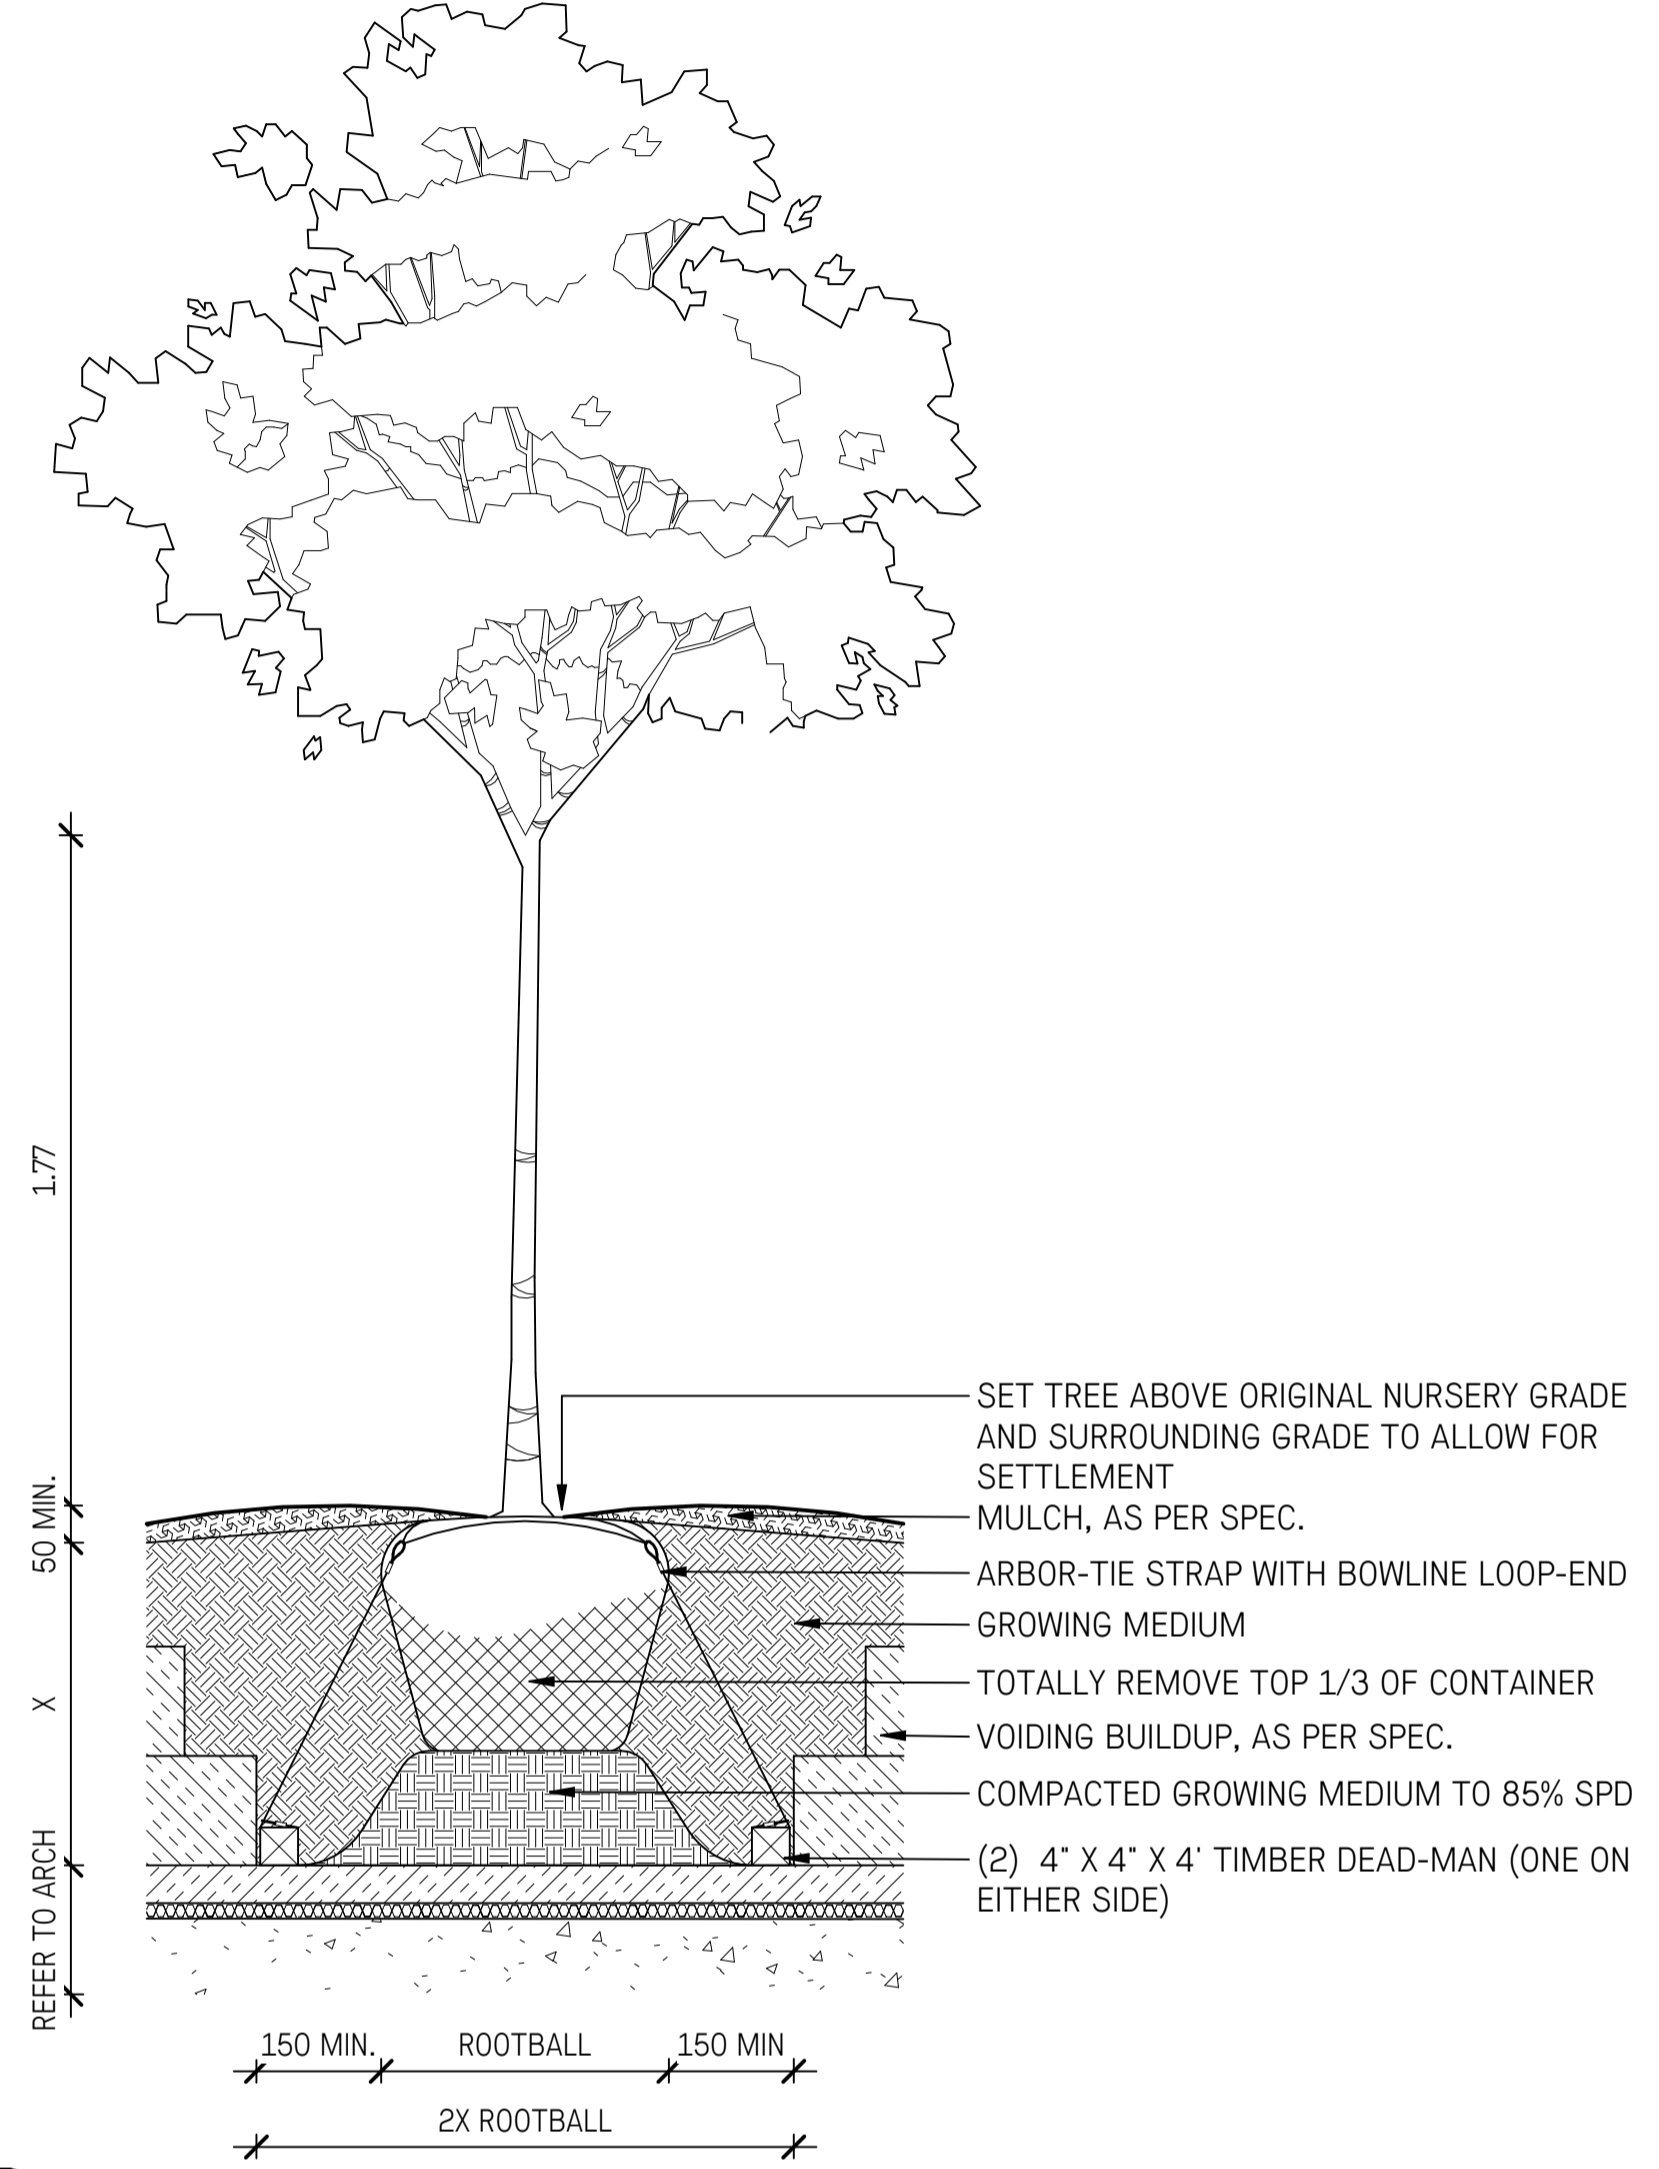 1.77
50 MIN.
X
REFER TO ARCH
SET TREE ABOVE ORIGINAL NURSERY GRADE
AND SURROUNDING GRADE TO ALLOW FOR
SETTLEMENT
MULCH, AS PER SPEC.
ARBOR-TIE STRAP WITH BOWLINE LOOP-END
GROWING MEDIUM
TOTALLY REMOVE TOP 1/3 OF CONTAINER
VOIDING BUILDUP, AS PER SPEC.
COMPACTED GROWING MEDIUM TO 85% SPD
(2) 4" X 4" X 4' TIMBER DEAD-MAN (ONE ON
EITHER SIDE)
150 MIN. ROOTBALL 150 MIN
2X ROOTBALL